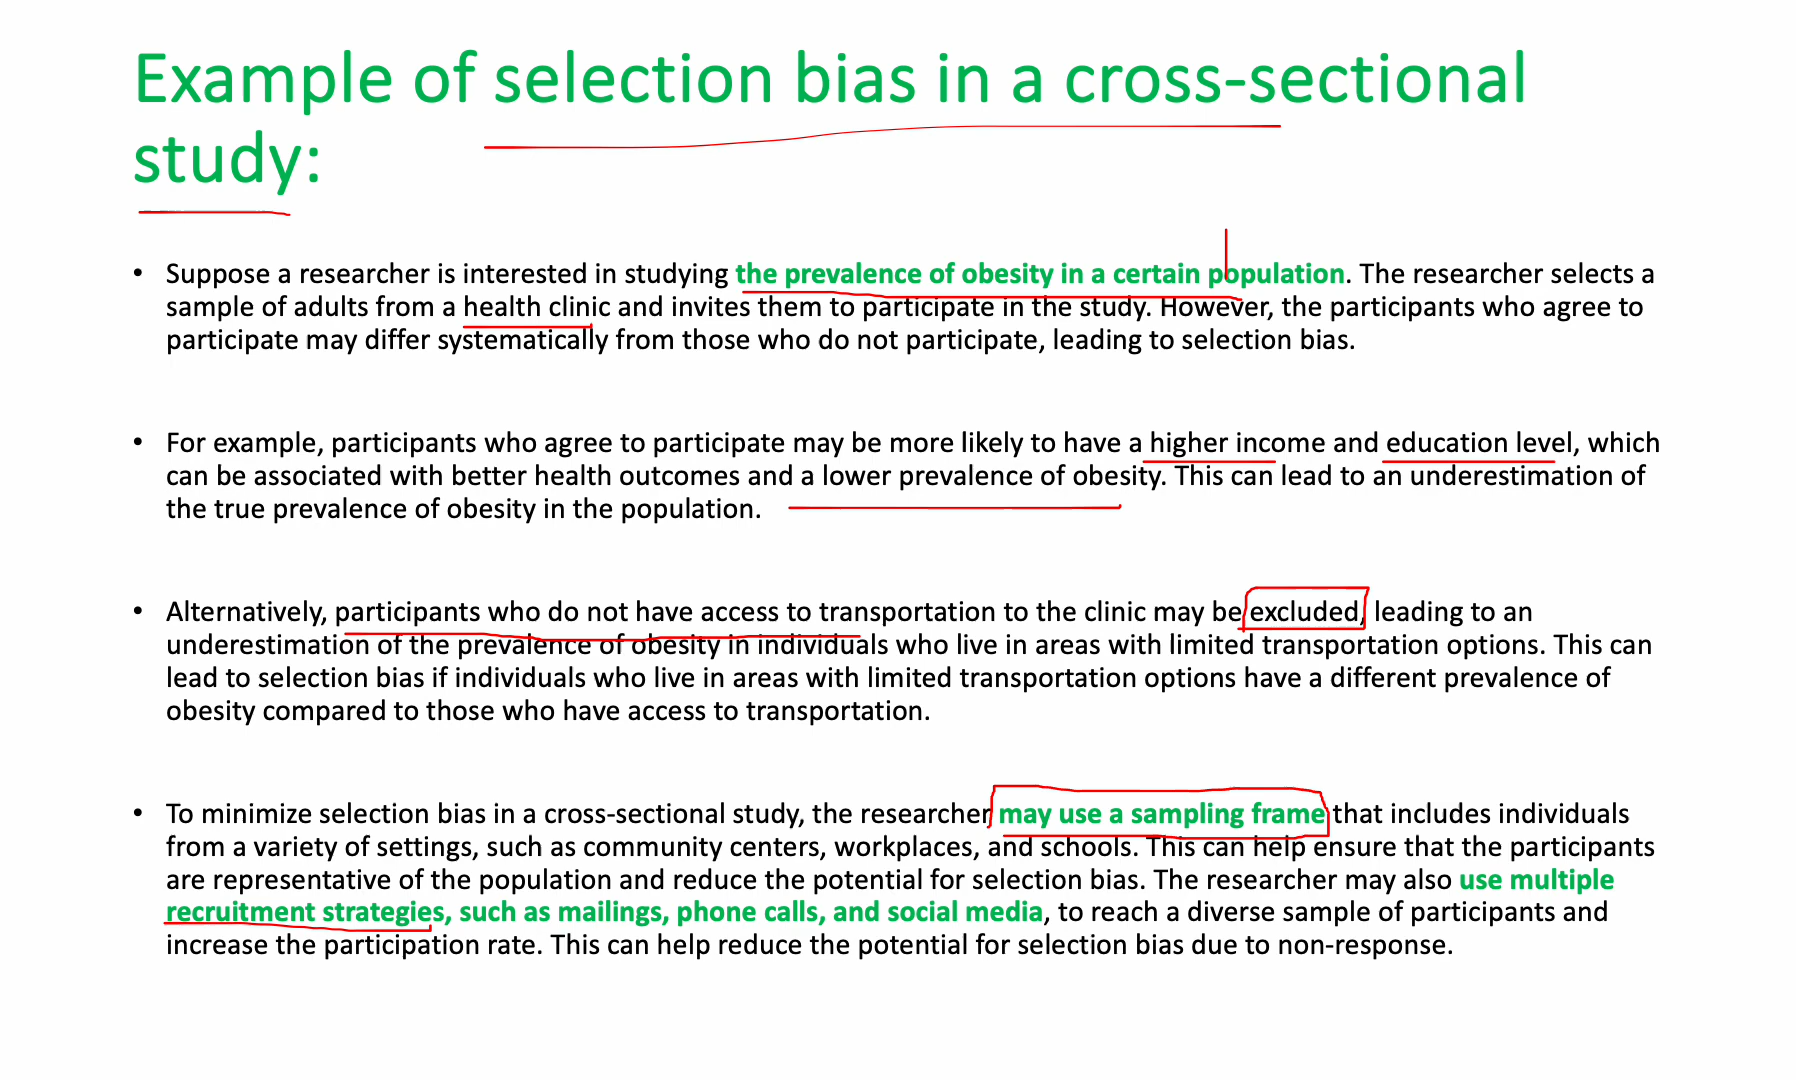 Example of selection bias in a cross-sectional
study:
• Suppose a researcher is interested in studying the prevalence of obesity in a certain population. The researcher selects a
sample of adults from a health clinic and invites them to participate in the study. However, the participants who agree to
participate may differ systematically from those who do not participate, leading to selection bias.
• For example, participants who agree to participate may be more likely to have a higher income and education level, which
can be associated with better health outcomes and a lower prevalence of obesity. This can lead to an underestimation of
the true prevalence of obesity in the population.
• Alternatively, participants who do not have access to transportation to the clinic may be excluded, leading to an
underestimation of the prevalence of obesity in individuals who live in areas with limited transportation options. This can
lead to selection bias if individuals who live in areas with limited transportation options have a different prevalence of
obesity compared to those who have access to transportation.
• To minimize selection bias in a cross-sectional study, the researcher may use a sampling frame that includes individuals
from a variety of settings, such as community centers, workplaces, and schools. This can help ensure that the participants
are representative of the population and reduce the potential for selection bias. The researcher may also use multiple
recruitment strategies, such as mailings, phone calls, and social media, to reach a diverse sample of participants and
increase the participation rate. This can help reduce the potential for selection bias due to non-response.